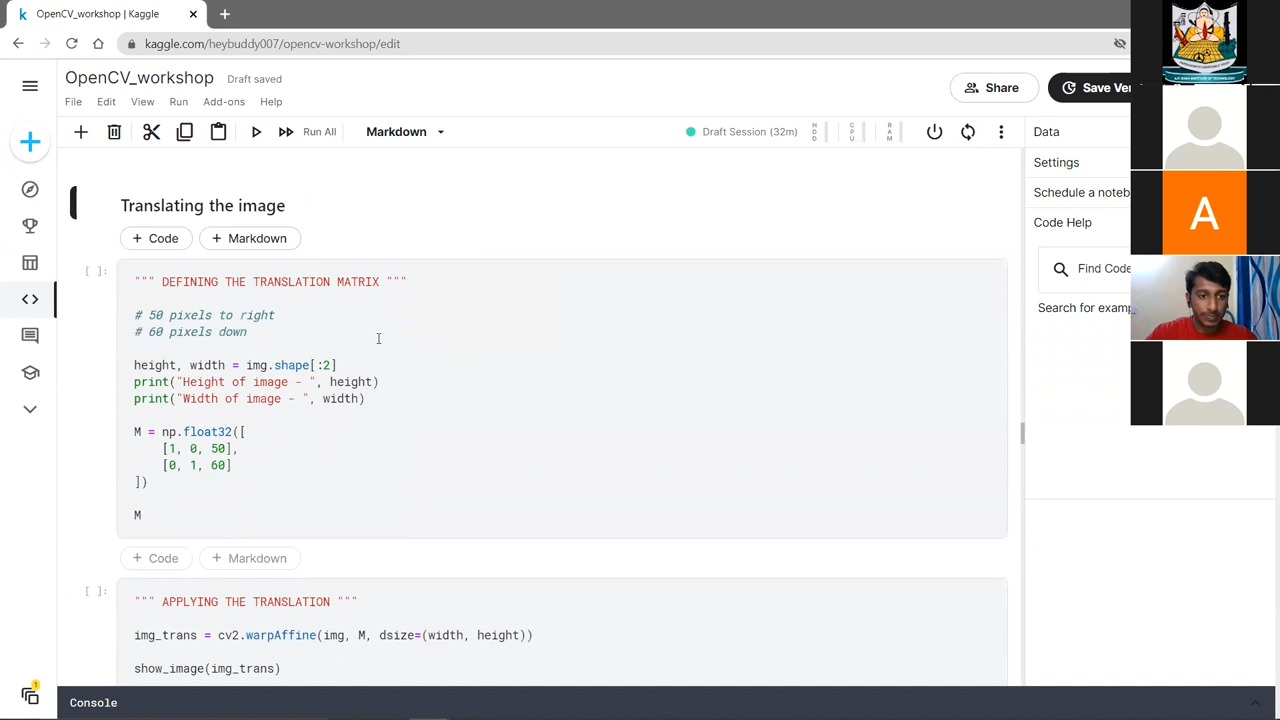 OpenCV_workshop | Kaggle
kaggle.com/heybuddy007/opencv-workshop/edit
OpenCV_workshop Draft saved
File Edit View Run Add-ons Help
Share
Save Ver
Run All
Markdown
Draft Session (32m)
HDD
CPU
RAM
Data
Settings
Schedule a noteb
Code Help
Find Code
Search for examp
A
Translating the image
+ Code + Markdown
[ ]:
""" DEFINING THE TRANSLATION MATRIX """
# 50 pixels to right
# 60 pixels down
height, width = img.shape[:2]
print("Height of image - ", height)
print("Width of image - ", width)
M = np.float32([
[1, 0, 50],
[0, 1, 60]
])
M
+ Code + Markdown
[ ]:
""" APPLYING THE TRANSLATION """
img_trans = cv2.warpAffine(img, M, dsize=(width, height))
show_image(img_trans)
1
Console